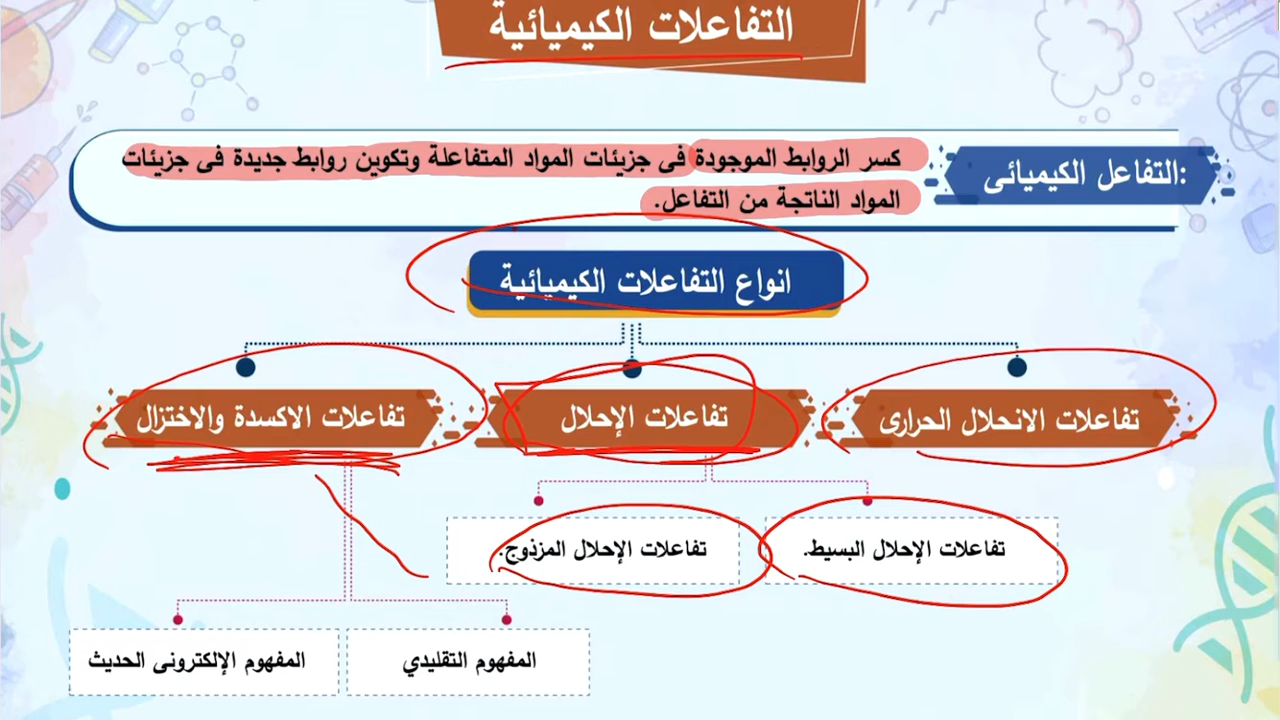 التفاعلات الكيميائية
التفاعل الكيميائى:
كسر الروابط الموجودة فى جزيئات المواد المتفاعلة وتكوين روابط جديدة فى جزيئات
المواد الناتجة من التفاعل.
انواع التفاعلات الكيميائية
تفاعلات الانحلال الحرارى
تفاعلات الإحلال
تفاعلات الاكسدة والاختزال
تفاعلات الإحلال البسيط.
تفاعلات الإحلال المزذوج.
المفهوم التقليدي
المفهوم الإلكترونى الحديث